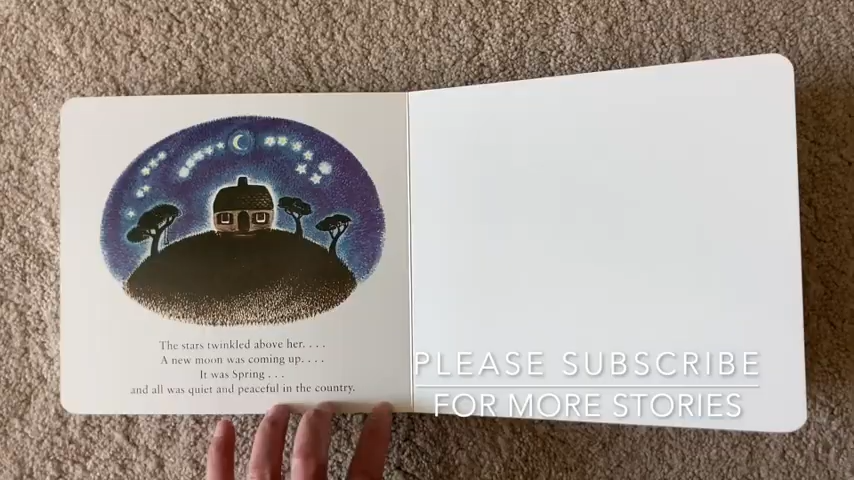 The stars twinkled above her. . . .
A new moon was coming up. . . .
It was Spring . . .
and all was quiet and peaceful in the country.
PLEASE SUBSCRIBE
FOR MORE STORIES